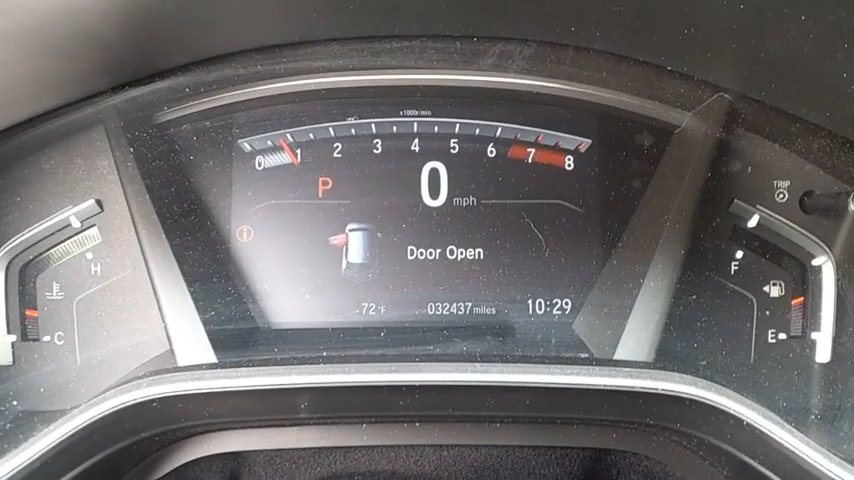 x1000r/min
0 1 2 3 4 5 6 7 8
P
0 mph
TRIP
H
F
Door Open
C
E
72°F
032437 miles
10:29